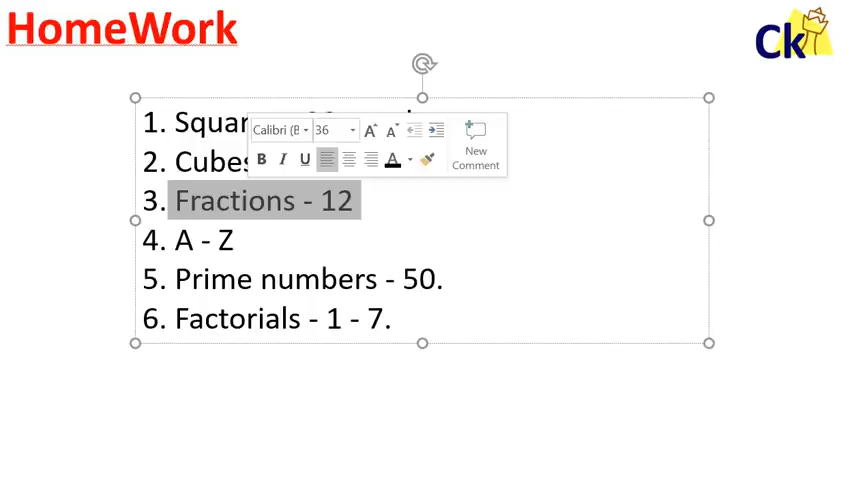 HomeWork
Ck
1. Squar
Calibri (B
36
A A
2. Cubes
B I U A
New
Comment
3. Fractions - 12
4. A - Z
5. Prime numbers - 50.
6. Factorials - 1 - 7.